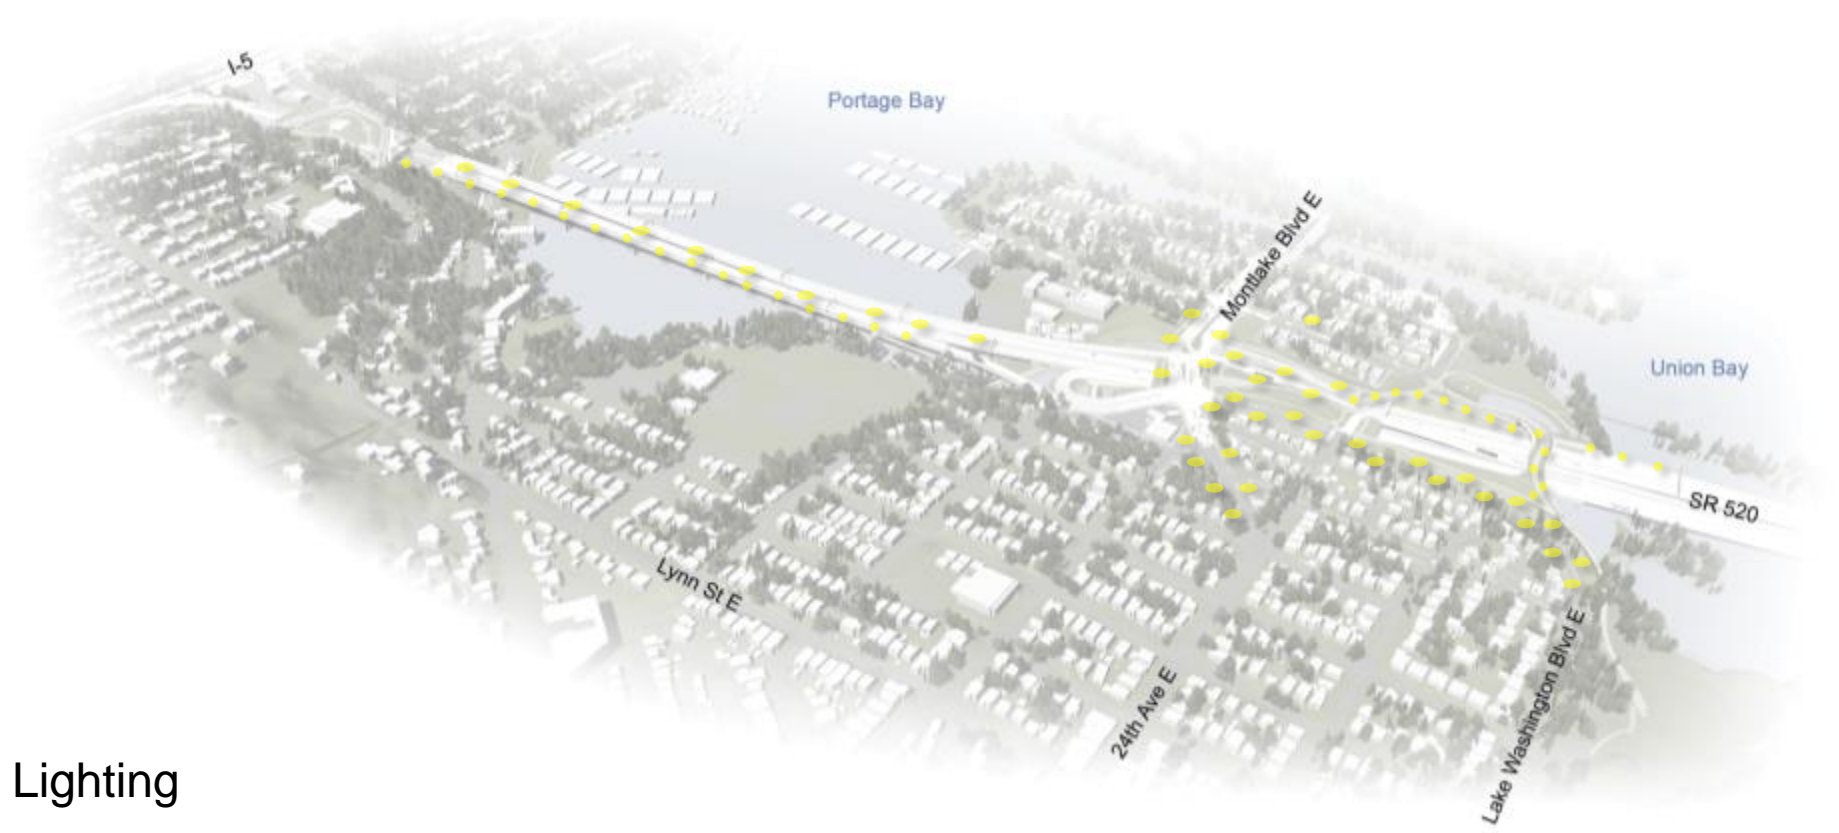 I-5
Portage Bay
Montlake Blvd E
Union Bay
SR 520
Lynn St E
24th Ave E
Lake Washington Blvd E
Lighting